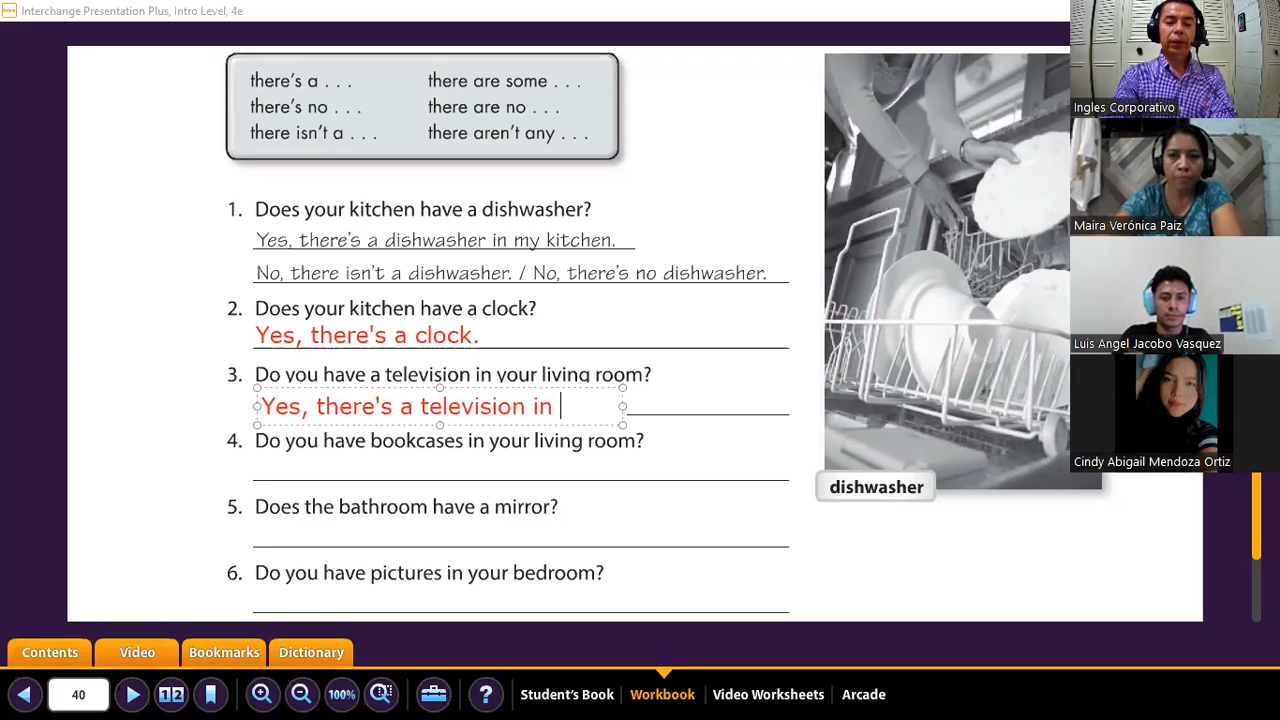 Interchange Presentation Plus, Intro Level, 4e
there's a . . . there are some . . .
there's no . . . there are no . . .
there isn't a . . . there aren't any . . .
1. Does your kitchen have a dishwasher?
Yes, there's a dishwasher in my kitchen.
No, there isn't a dishwasher. / No, there's no dishwasher.
2. Does your kitchen have a clock?
Yes, there's a clock.
3. Do you have a television in your living room?
Yes, there's a television in
4. Do you have bookcases in your living room?
5. Does the bathroom have a mirror?
6. Do you have pictures in your bedroom?
dishwasher
Ingles Corporativo
Maira Verónica Paiz
Luis Angel Jacobo Vasquez
Cindy Abigail Mendoza Ortiz
Contents Video Bookmarks Dictionary
40 1 2 100% ? Student's Book Workbook Video Worksheets Arcade